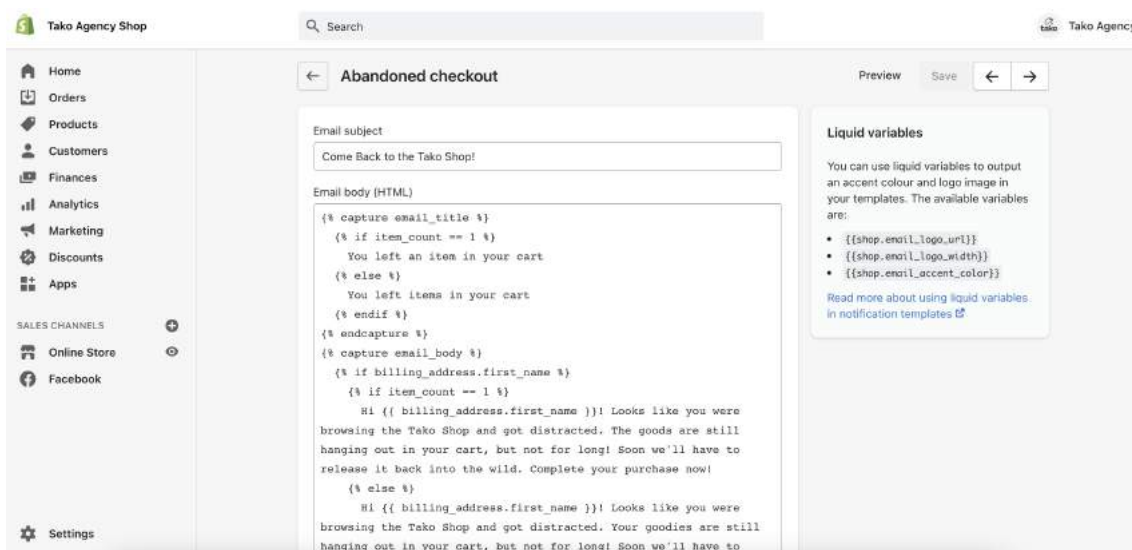 Tako Agency Shop
Search
tako
Tako Agency
Home
Orders
Products
Customers
Finances
Analytics
Marketing
Discounts
Apps
SALES CHANNELS
Online Store
Facebook
Settings
Abandoned checkout
Preview
Save
Email subject
Come Back to the Tako Shop!
Email body (HTML)
{% capture email_title %}
{% if item_count == 1 %}
You left an item in your cart
{% else %}
You left items in your cart
{% endif %}
{% endcapture %}
{% capture email_body %}
{% if billing_address.first_name %}
{% if item_count == 1 %}
Hi {{ billing_address.first_name }}! Looks like you were
browsing the Tako Shop and got distracted. The goods are still
hanging out in your cart, but not for long! Soon we'll have to
release it back into the wild. Complete your purchase now!
{% else %}
Hi {{ billing_address.first_name }}! Looks like you were
browsing the Tako Shop and got distracted. Your goodies are still
hanging out in your cart, but not for long! Soon we'll have to
Liquid variables
You can use liquid variables to output
an accent colour and logo image in
your templates. The available variables
are:
{{shop.email_logo_url}}
{{shop.email_logo_width}}
{{shop.email_accent_color}}
Read more about using liquid variables
in notification templates